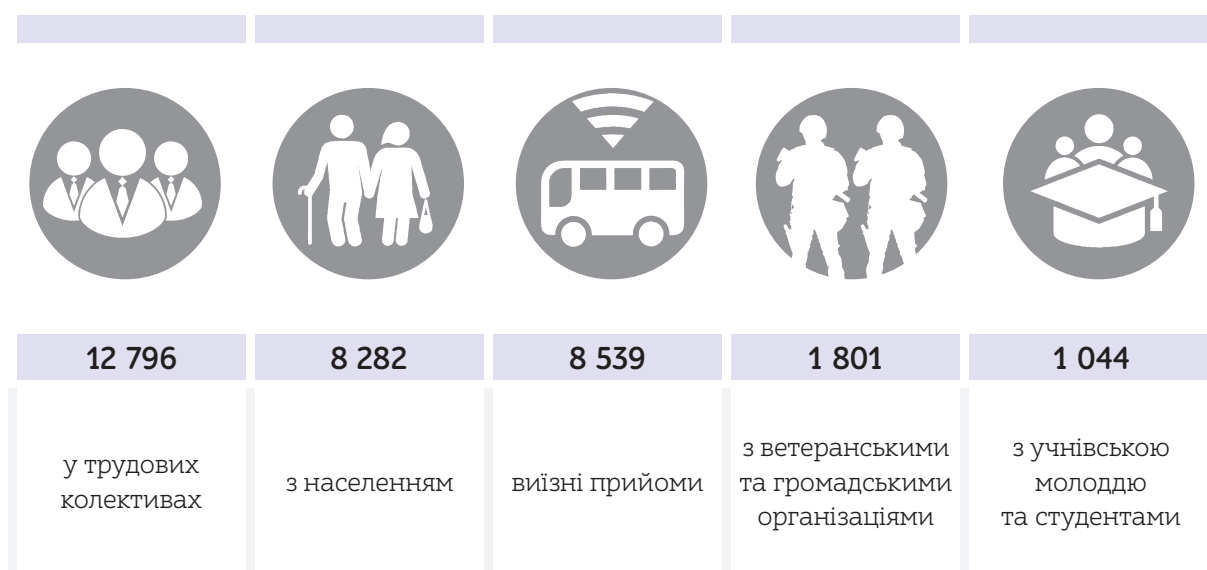 12 796
8 282
8 539
1 801
1 044
у трудових
колективах
з населенням
виїзні прийоми
з ветеранськими
та громадськими
організаціями
з учнівською
молоддю
та студентами